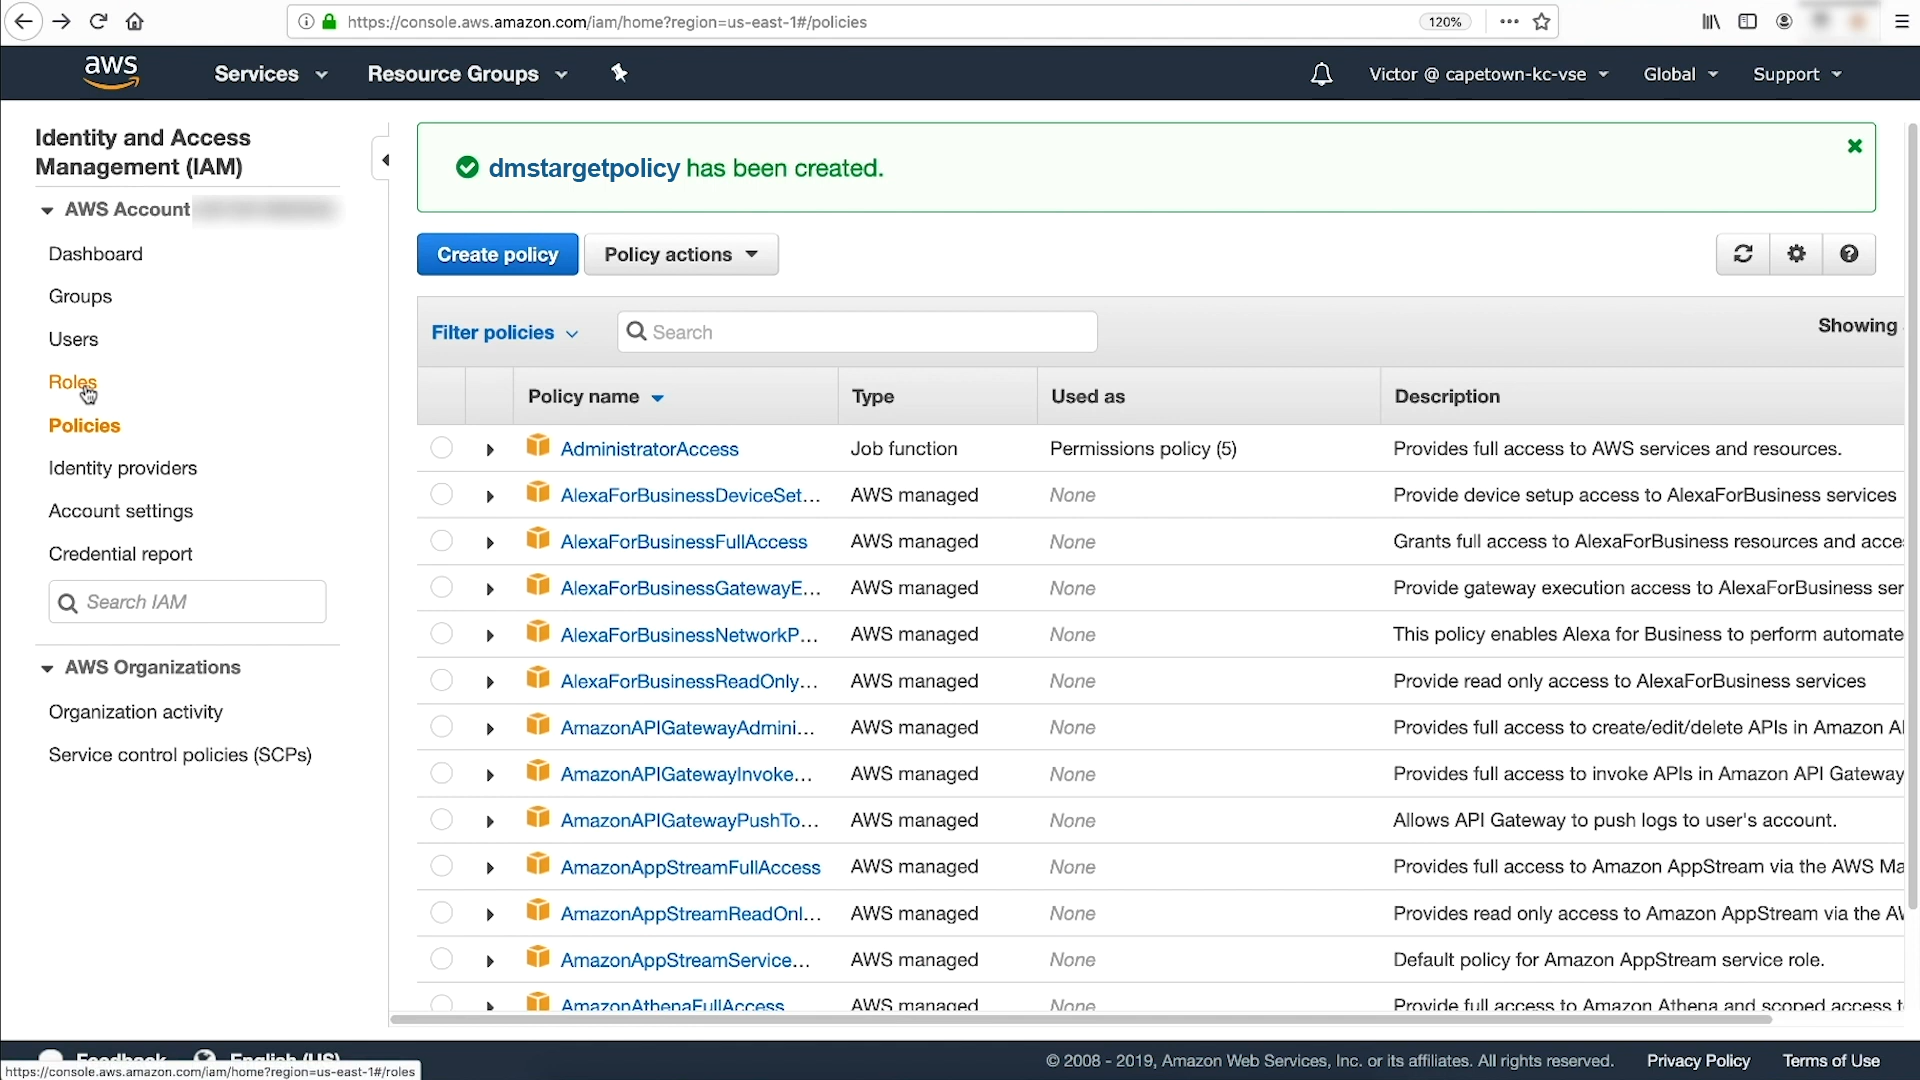 https://console.aws.amazon.com/iam/home?region=us-east-1#/policies
120%
aws
Services
Resource Groups
Victor @ capetown-kc-vse
Global
Support
Identity and Access
Management (IAM)
AWS Account
Dashboard
Groups
Users
Roles
Policies
Identity providers
Account settings
Credential report
Search IAM
AWS Organizations
Organization activity
Service control policies (SCPs)
dmstargetpolicy has been created.
Create policy
Policy actions
Filter policies
Search
Showing
Policy name Type Used as Description
AdministratorAccess Job function Permissions policy (5) Provides full access to AWS services and resources.
AlexaForBusinessDeviceSet... AWS managed None Provide device setup access to AlexaForBusiness services
AlexaForBusinessFullAccess AWS managed None Grants full access to AlexaForBusiness resources and acce
AlexaForBusinessGatewayE... AWS managed None Provide gateway execution access to AlexaForBusiness ser
AlexaForBusinessNetworkP... AWS managed None This policy enables Alexa for Business to perform automate
AlexaForBusinessReadOnly... AWS managed None Provide read only access to AlexaForBusiness services
AmazonAPIGatewayAdmini... AWS managed None Provides full access to create/edit/delete APIs in Amazon A
AmazonAPIGatewayInvoke... AWS managed None Provides full access to invoke APIs in Amazon API Gateway
AmazonAPIGatewayPushTo... AWS managed None Allows API Gateway to push logs to user's account.
AmazonAppStreamFullAccess AWS managed None Provides full access to Amazon AppStream via the AWS Ma
AmazonAppStreamReadOnl... AWS managed None Provides read only access to Amazon AppStream via the A
AmazonAppStreamService... AWS managed None Default policy for Amazon AppStream service role.
AmazonAthenaFullAccess AWS managed None Provide full access to Amazon Athena and scoped access t
Feedback
English (US)
© 2008 - 2019, Amazon Web Services, Inc. or its affiliates. All rights reserved.
Privacy Policy
Terms of Use
https://console.aws.amazon.com/iam/home?region=us-east-1#/roles